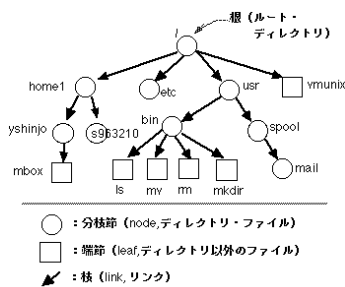 根（ルート・
ディレクトリ）
/
home1
etc
usr
vmunix
yshinjo
s963210
bin
spool
mbox
ls
mv
rm
mkdir
mail
：分枝節（node,ディレクトリ・ファイル）
：端節（leaf,ディレクトリ以外のファイル）
：枝（link, リンク）